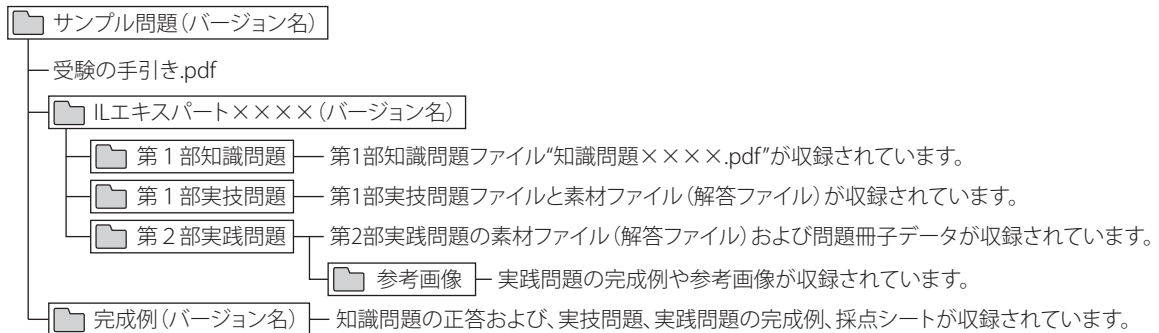 サンプル問題（バージョン名）
受験の手引き.pdf
ILエキスパート××××（バージョン名）
第１部知識問題 第1部知識問題ファイル“知識問題××××.pdf”が収録されています。
第１部実技問題 第1部実技問題ファイルと素材ファイル（解答ファイル）が収録されています。
第２部実践問題 第2部実践問題の素材ファイル（解答ファイル）および問題冊子データが収録されています。
参考画像 実践問題の完成例や参考画像が収録されています。
完成例（バージョン名） 知識問題の正答および、実技問題、実践問題の完成例、採点シートが収録されています。